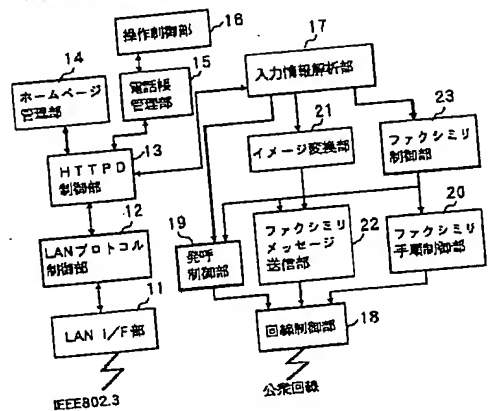 操作制御部
16
14
15
17
ホームページ
管理部
電話帳
管理部
入力情報解析部
13
21
23
HTTPD
制御部
イメージ変換部
ファクシミリ
制御部
12
19
20
LANプロトコル
制御部
発呼
制御部
ファクシミリ
メッセージ
送信部
22
ファクシミリ
手順制御部
11
LAN I/F部
回線制御部
18
IEEE802.3
公衆回線